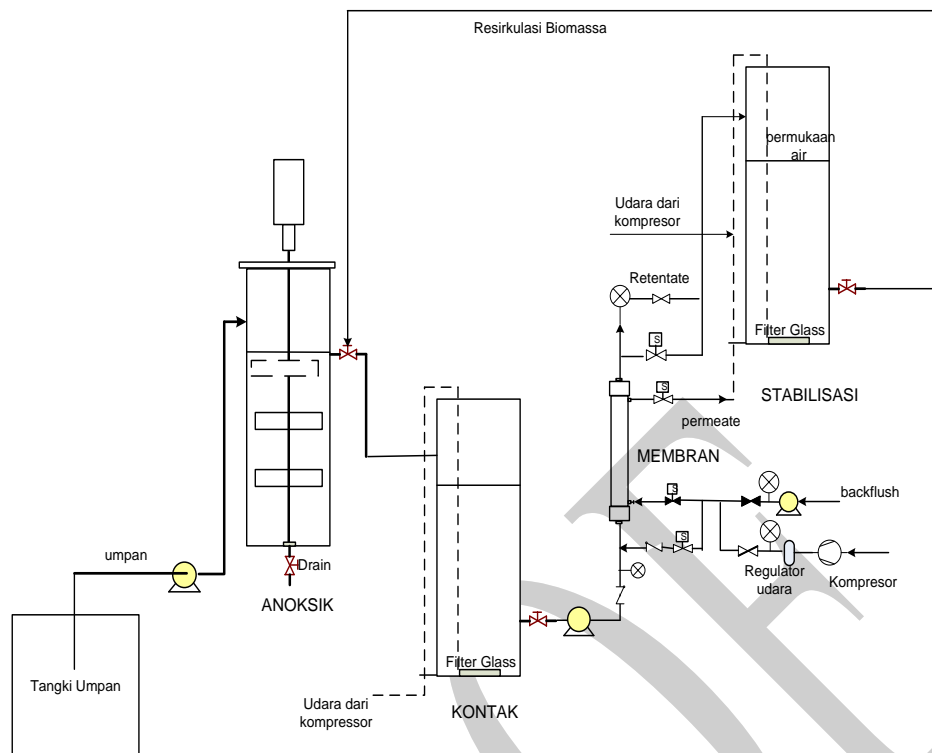 Resirkulasi Biomassa
permukaan
air
Udara dari
kompresor
Retentate
Filter Glass
STABILISASI
S
S
permeate
MEMBRAN
S
backflush
S
Regulator
udara
Kompresor
umpan
Drain
ANOKSIK
Tangki Umpan
Filter Glass
Udara dari
kompressor
KONTAK